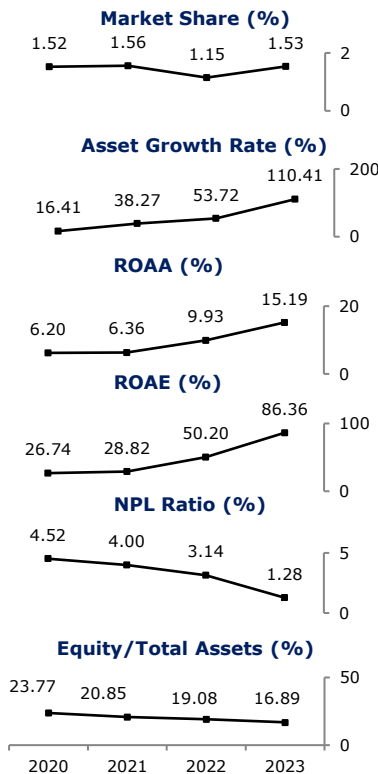 Market Share (%)
1.52 1.56 1.15 1.53 2
0
Asset Growth Rate (%)
16.41 38.27 53.72 110.41 200
0
ROAA (%)
6.20 6.36 9.93 15.19 20
0
ROAE (%)
26.74 28.82 50.20 86.36 100
0
NPL Ratio (%)
4.52 4.00 3.14 1.28 5
0
Equity/Total Assets (%)
23.77 20.85 19.08 16.89 50
0
2020 2021 2022 2023